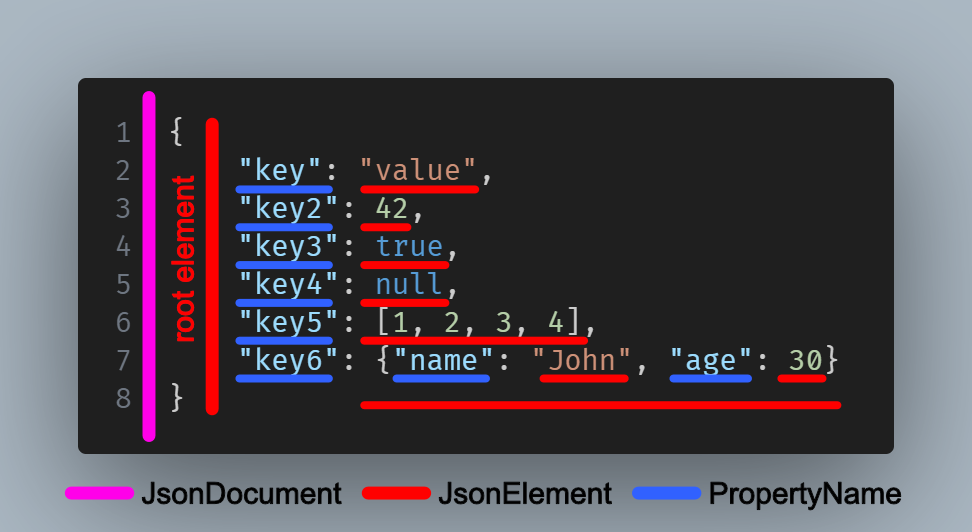 1 {
2 "key": "value",
3 "key2": 42,
4 "key3": true,
5 "key4": null,
6 "key5": [1, 2, 3, 4],
7 "key6": {"name": "John", "age": 30}
8 }
root element
JsonDocument JsonElement PropertyName